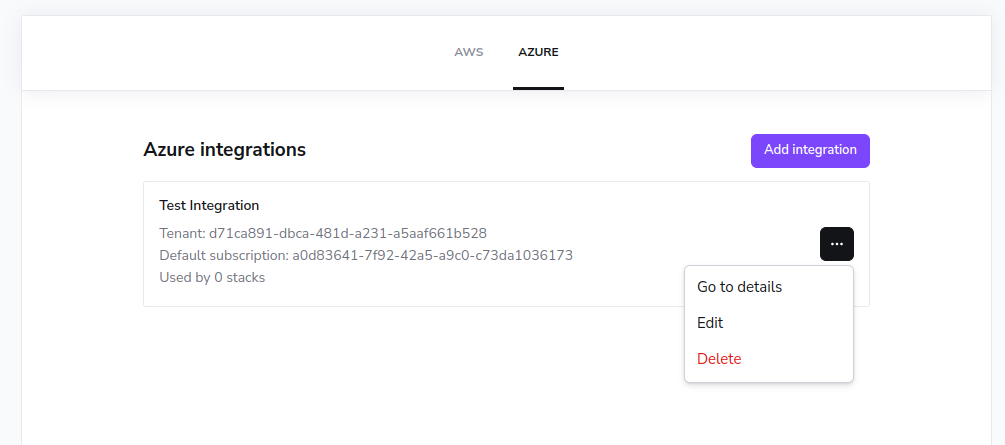 AWS
AZURE
Azure integrations
Add integration
Test Integration
Tenant: d71ca891-dbca-481d-a231-a5aaf661b528
Default subscription: a0d83641-7f92-42a5-a9c0-c73da1036173
Used by 0 stacks
Go to details
Edit
Delete